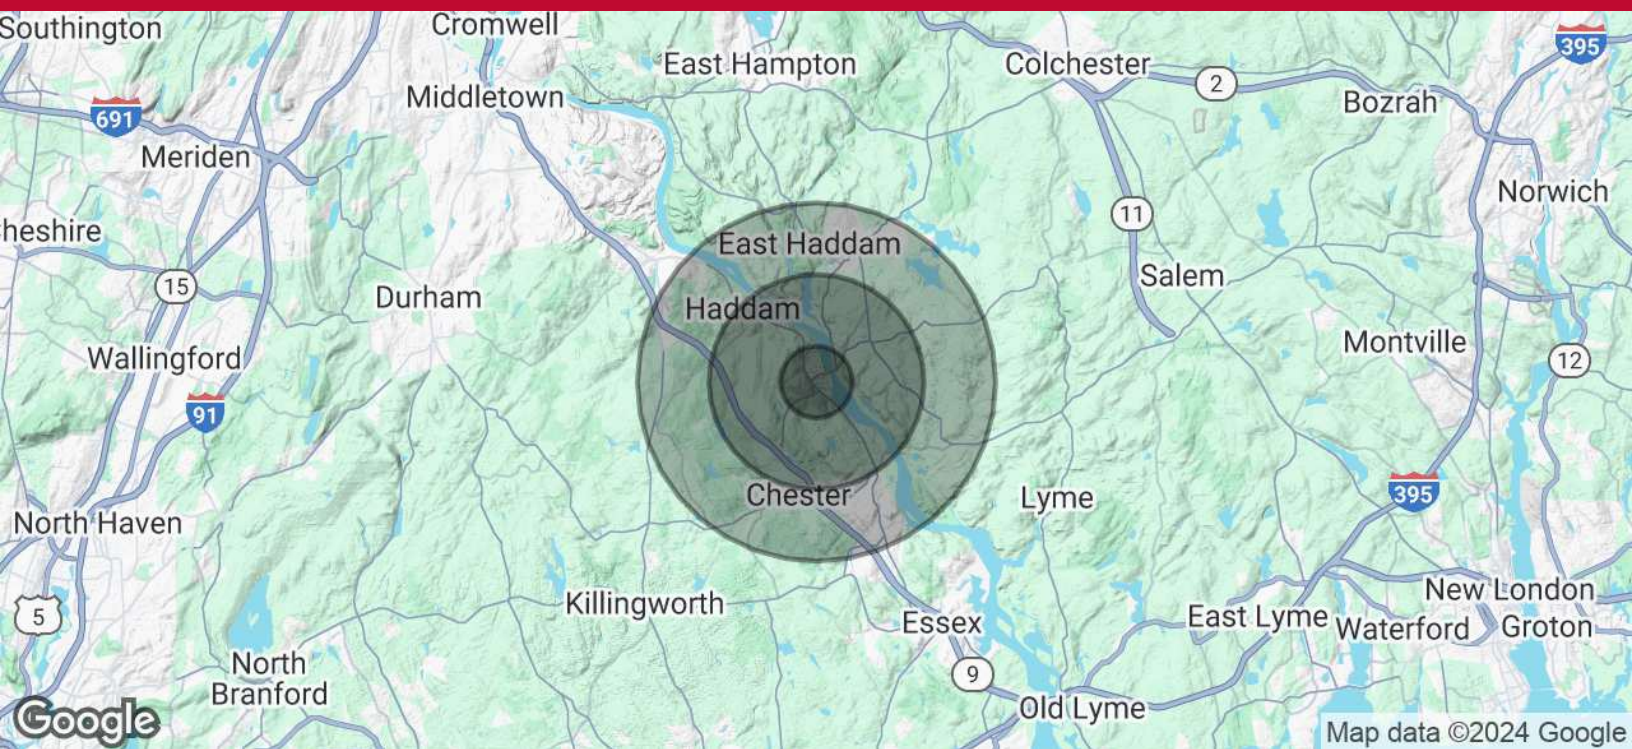 Southington
Cromwell
East Hampton
Colchester
395
2
Middletown
Bozrah
691
Meriden
Norwich
11
heshire
East Haddam
Salem
15
Durham
Haddam
Montville
Wallingford
12
91
Chester
Lyme
395
North Haven
Killingworth
New London
5
Essex
East Lyme
Waterford
Groton
North
Branford
9
Old Lyme
Google
Map data ©2024 Google